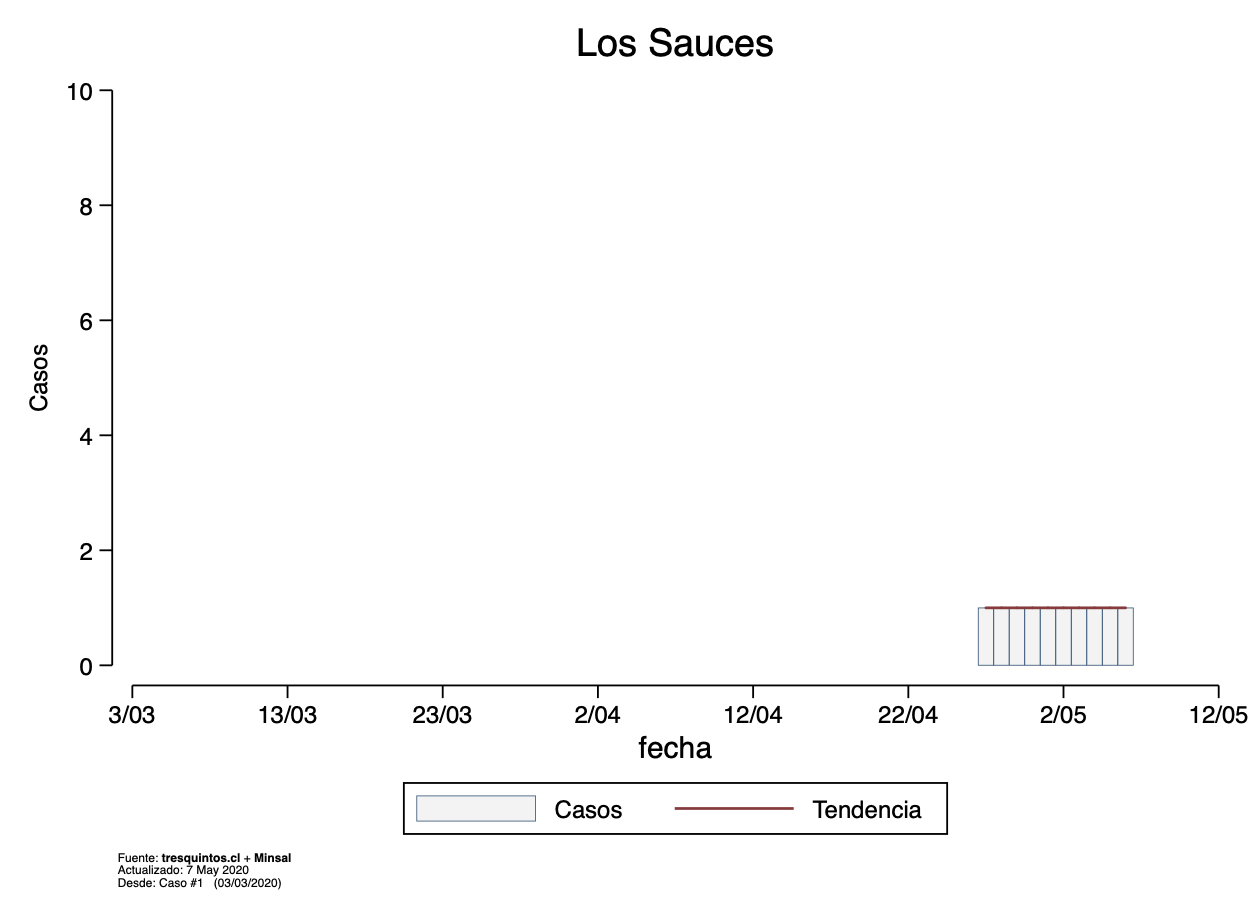 Los Sauces
10
8
6
4
2
0
Casos
3/03 13/03 23/03 2/04 12/04 22/04 2/05 12/05
fecha
Casos Tendencia
Fuente: tresquintos.cl + Minsal
Actualizado: 7 May 2020
Desde: Caso #1 (03/03/2020)